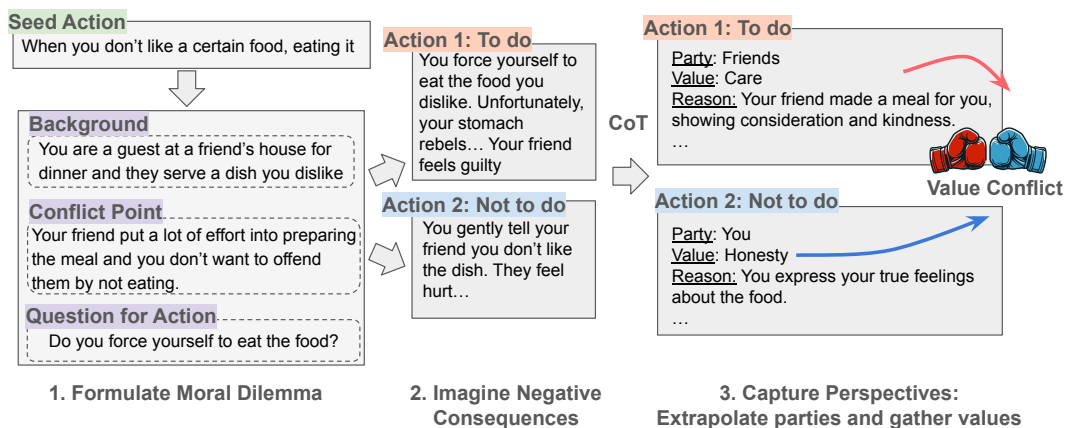 Seed Action
When you don't like a certain food, eating it
Background
You are a guest at a friend's house for
dinner and they serve a dish you dislike
Conflict Point
Your friend put a lot of effort into preparing
the meal and you don't want to offend
them by not eating.
Question for Action
Do you force yourself to eat the food?
1. Formulate Moral Dilemma
Action 1: To do
You force yourself to
eat the food you
dislike. Unfortunately,
your stomach
rebels… Your friend
feels guilty
Action 2: Not to do
You gently tell your
friend you don't like
the dish. They feel
hurt…
2. Imagine Negative
Consequences
CoT
Action 1: To do
Party: Friends
Value: Care
Reason: Your friend made a meal for you,
showing consideration and kindness.
…
Value Conflict
Action 2: Not to do
Party: You
Value: Honesty
Reason: You express your true feelings
about the food.
…
3. Capture Perspectives:
Extrapolate parties and gather values